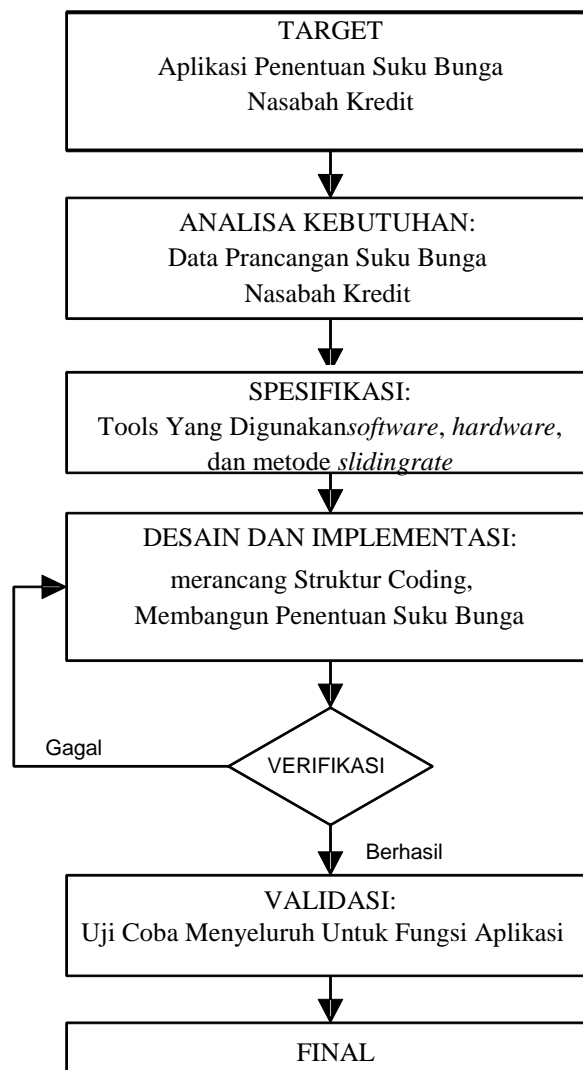 TARGET
Aplikasi Penentuan Suku Bunga
Nasabah Kredit
ANALISA KEBUTUHAN:
Data Prancangan Suku Bunga
Nasabah Kredit
SPESIFIKASI:
Tools Yang Digunakansoftware, hardware,
dan metode slidingrate
DESAIN DAN IMPLEMENTASI:
merancang Struktur Coding,
Membangun Penentuan Suku Bunga
Gagal
VERIFIKASI
Berhasil
VALIDASI:
Uji Coba Menyeluruh Untuk Fungsi Aplikasi
FINAL